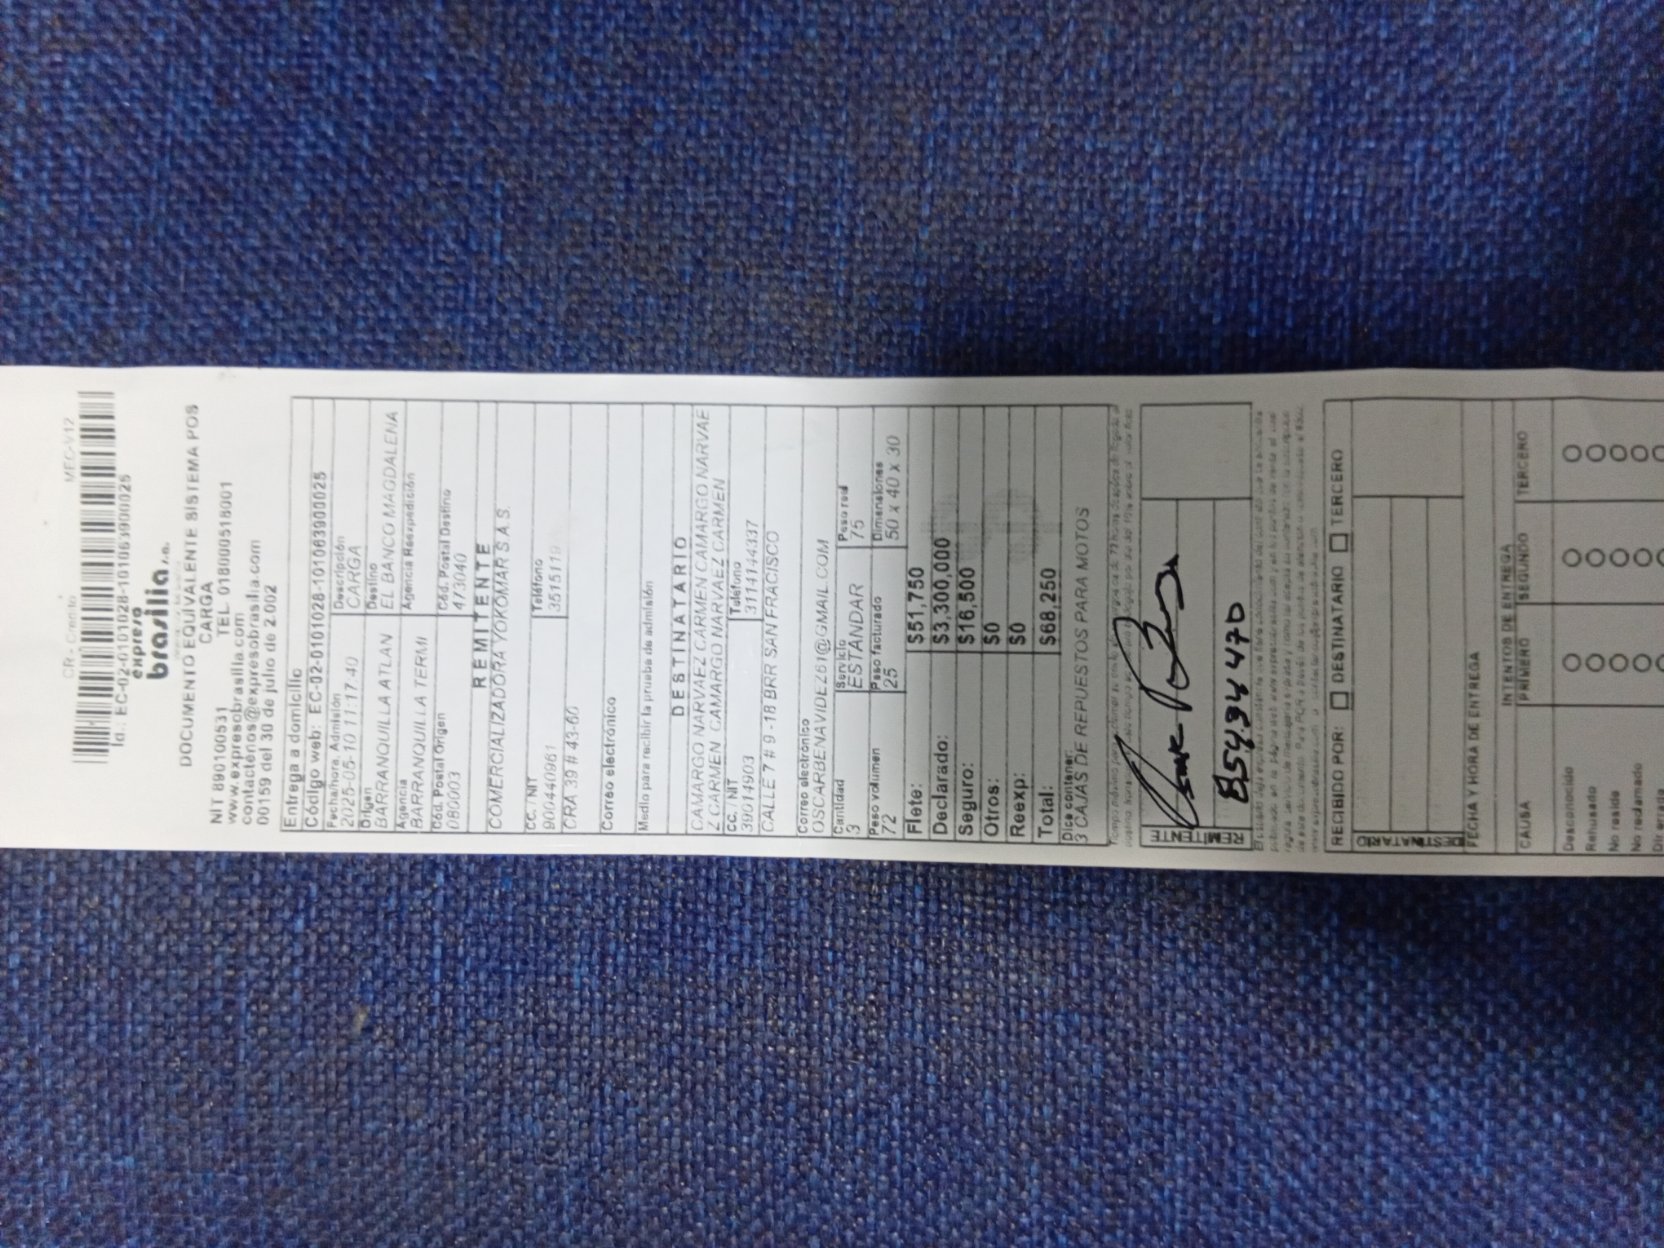 CR - Credito MEC-V12
Id.: EC-02-0101028-1010639000025
expreso
brasilia s.a.
DOCUMENTO EQUIVALENTE SISTEMA POS
CARGA
NIT 890100531 TEL. 018000516001
www.expresobrasilia.com
contactenos@expresobrasilia.com
00159 del 30 de julio de 2.002
Entrega a domicilio
Código web: EC-02-0101028-1010639000025
Fecha/hora. Admisión Descripción
2025-05-10 11:17:40 CARGA
Origen Destino
BARRANQUILLA ATLAN EL BANCO MAGDALENA
Agencia Agencia Reexpedición
BARRANQUILLA TERMI
Cód. Postal Origen Cód. Postal Destino
080003 473040
REMITENTE
COMERCIALIZADORA YOKOMAR S.A.S.
CC. / NIT Teléfono
900440961 3515119
CRA 39 # 43-60
Correo electrónico
Medio para recibir la prueba de admisión
DESTINATARIO
CAMARGO NARVAEZ CARMEN CAMARGO NARVAE
Z CARMEN CAMARGO NARVAEZ CARMEN
CC. / NIT Teléfono
39014903 3114144337
CALLE 7 # 9-18 BRR SAN FRACISCO
Correo electrónico
OSCARBENAVIDEZ61@GMAIL.COM
Cantidad Servicio Peso real
3 ESTANDAR 75
Peso volumen Peso facturado Dimensiones
72 25 50 x 40 x 30
Flete: $51,750
Declarado: $3,300,000
Seguro: $16,500
Otros: $0
Reexp: $0
Total: $68,250
Dice contener:
3 CAJAS DE REPUESTOS PARA MOTOS
REMITENTE
85434470
RECIBIDO POR: DESTINATARIO TERCERO
DESTINATARIO
FECHA Y HORA DE ENTREGA
INTENTOS DE ENTREGA
CAUSA PRIMERO SEGUNDO TERCERO
Desconocido
Rehusado
No reside
No reclamado
Dir errada